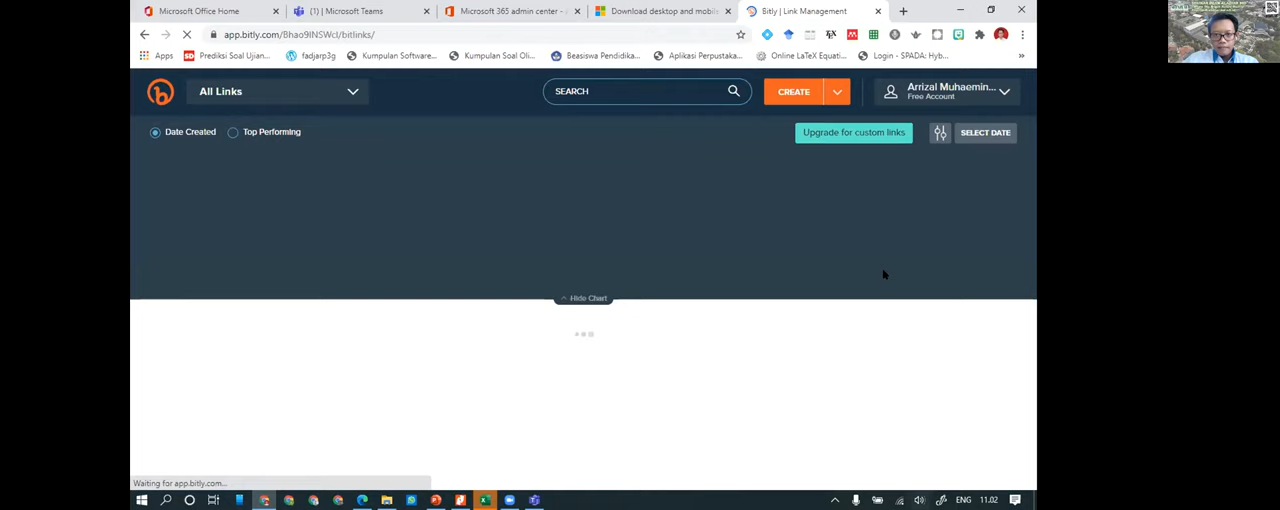 Microsoft Office Home
(1) | Microsoft Teams
Microsoft 365 admin center - A
Download desktop and mobile
Bitly | Link Management
app.bitly.com/Bhao9lNSWcI/bitlinks/
Apps
Prediksi Soal Ujian...
fadjarp3g
Kumpulan Software...
Kumpulan Soal Oli...
Beasiswa Pendidika...
Aplikasi Perpustaka...
Online LaTeX Equati...
Login - SPADA: Hyb...
»
All Links
SEARCH
CREATE
Arrizal Muhaemin...
Free Account
Date Created
Top Performing
Upgrade for custom links
SELECT DATE
Hide Chart
Waiting for app.bitly.com...
ENG
11.02